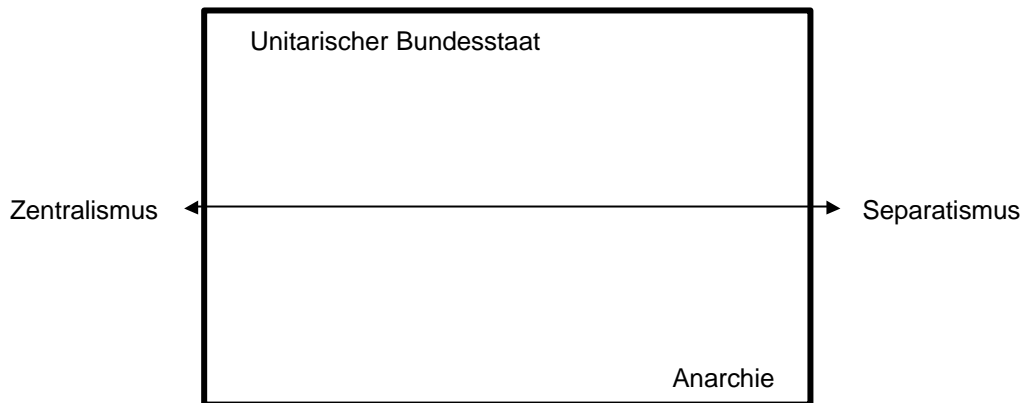 Unitarischer Bundesstaat
Zentralismus
Separatismus
Anarchie